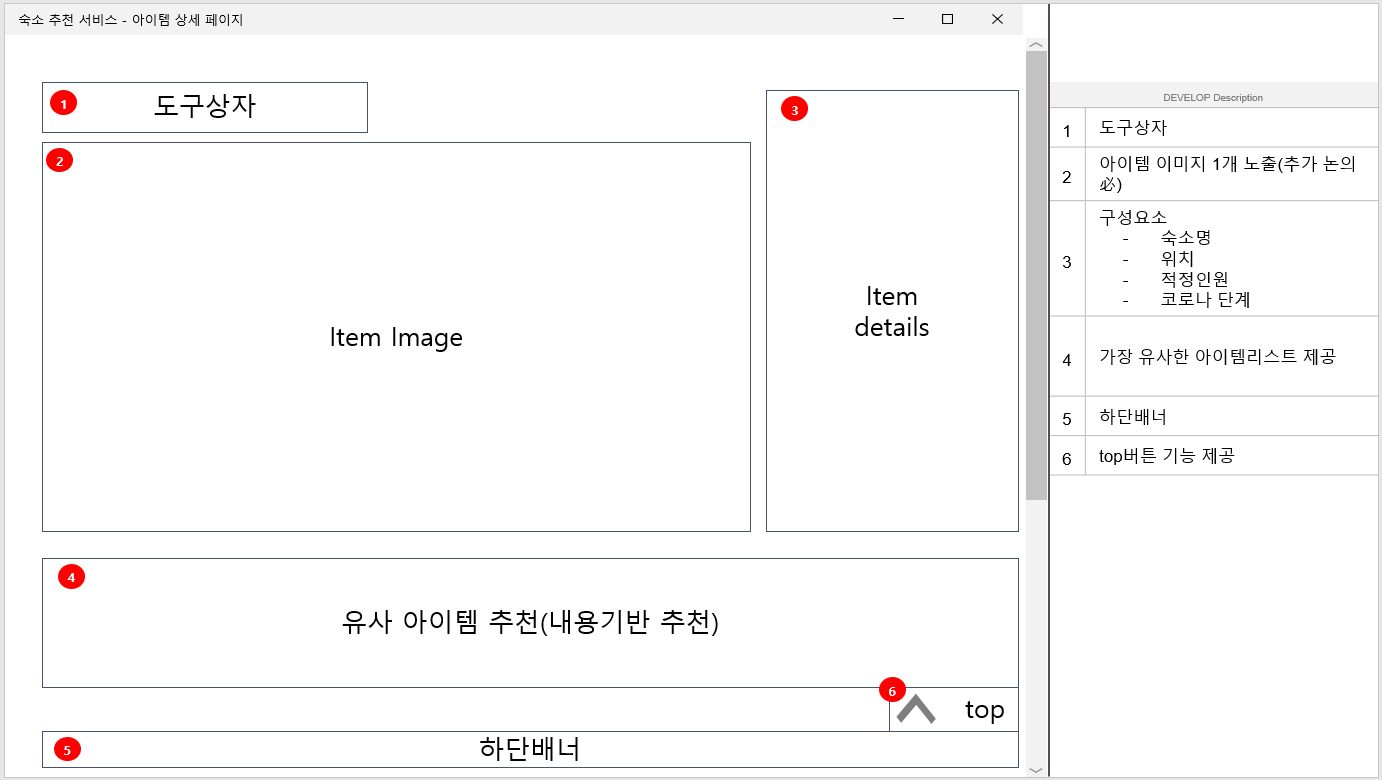 숙소 추천 서비스 - 아이템 상세 페이지
1
도구상자
2
Item Image
3
Item
details
4
유사 아이템 추천(내용기반 추천)
6
top
5
하단배너
DEVELOP Description
1 도구상자
2 아이템 이미지 1개 노출(추가 논의
必)
3 구성요소
- 숙소명
- 위치
- 적정인원
- 코로나 단계
4 가장 유사한 아이템리스트 제공
5 하단배너
6 top버튼 기능 제공